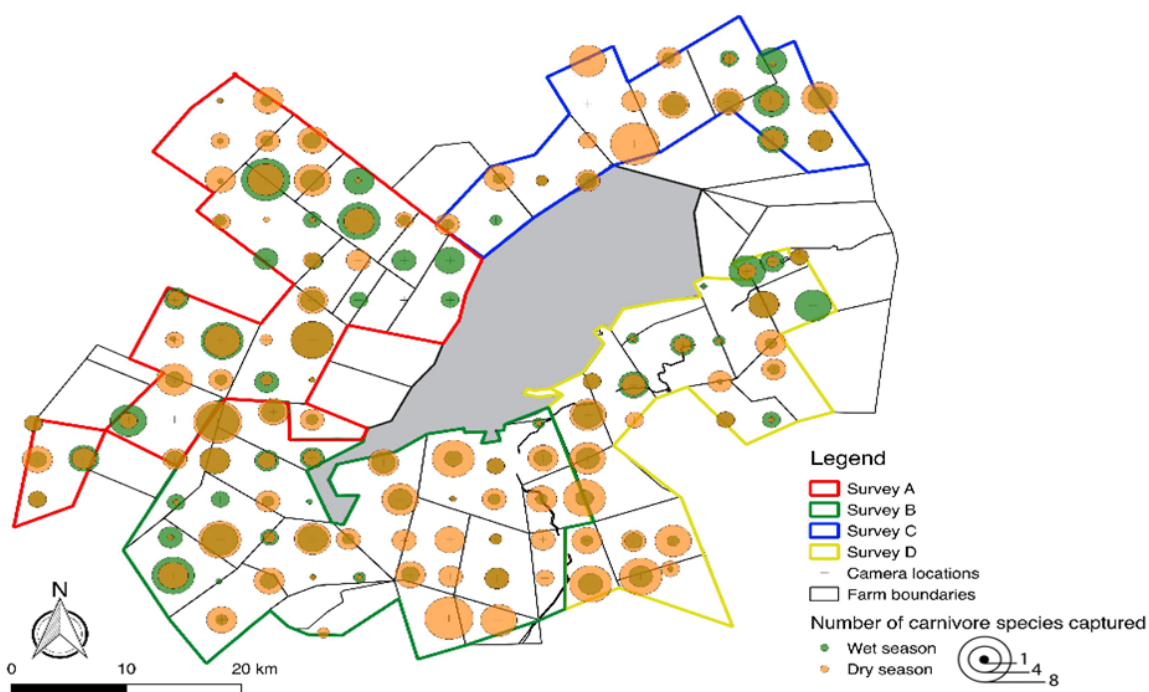 Legend
Survey A
Survey B
Survey C
Survey D
Camera locations
Farm boundaries
Number of carnivore species captured
Wet season
Dry season
1
4
8
N
0 10 20 km